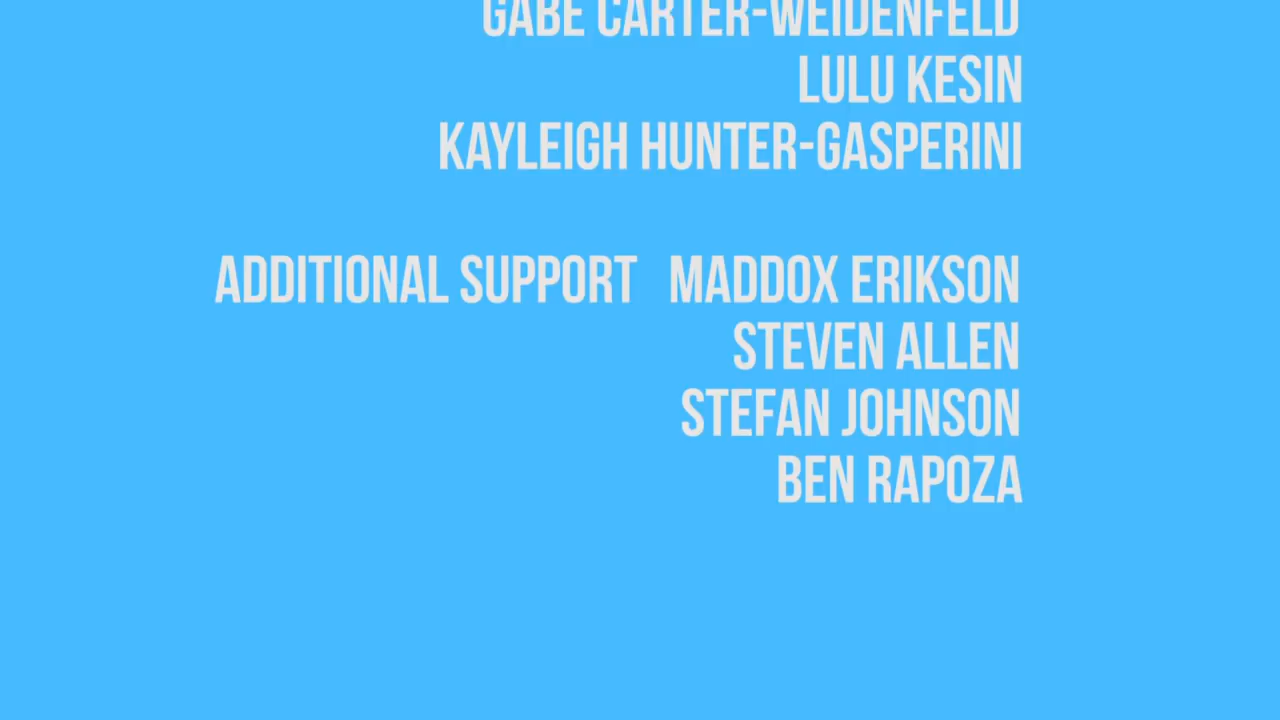 GABE CARTER-WEIDENFELD
LULU KESIN
KAYLEIGH HUNTER-GASPERINI
ADDITIONAL SUPPORT MADDOX ERIKSON
STEVEN ALLEN
STEFAN JOHNSON
BEN RAPOZA